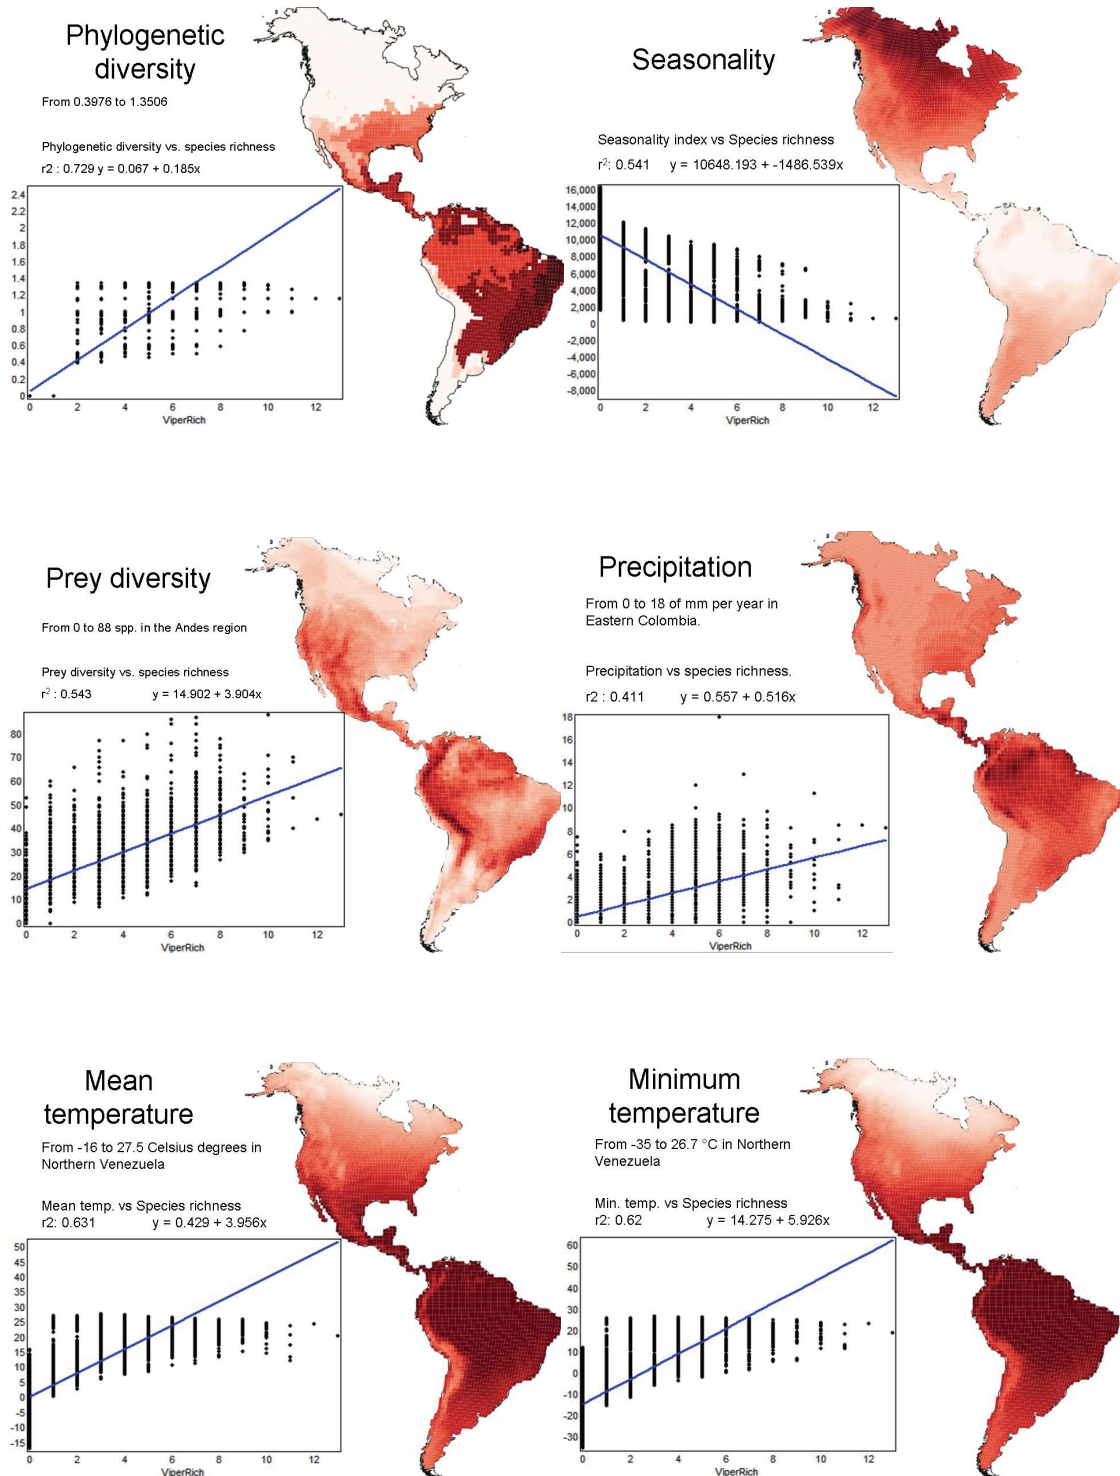 Phylogenetic
diversity
From 0.3976 to 1.3506
Phylogenetic diversity vs. species richness
r2 : 0.729 y = 0.067 + 0.185x
2.4
2.2
2
1.8
1.6
1.4
1.2
1
0.8
0.6
0.4
0.2
0
0 2 4 6 8 10 12
ViperRich
Seasonality
Seasonality index vs Species richness
r²: 0.541 y = 10648.193 + -1486.539x
16,000
14,000
12,000
10,000
8,000
6,000
4,000
2,000
0
-2,000
-4,000
-6,000
-8,000
0 2 4 6 8 10 12
ViperRich
Prey diversity
From 0 to 88 spp. in the Andes region
Prey diversity vs. species richness
r² : 0.543 y = 14.902 + 3.904x
80
70
60
50
40
30
20
10
0
0 2 4 6 8 10 12
ViperRich
Precipitation
From 0 to 18 of mm per year in
Eastern Colombia.
Precipitation vs species richness.
r2 : 0.411 y = 0.557 + 0.516x
18
16
14
12
10
8
6
4
2
0
0 2 4 6 8 10 12
ViperRich
Mean
temperature
From -16 to 27.5 Celsius degrees in
Northern Venezuela
Mean temp. vs Species richness
r2: 0.631 y = 0.429 + 3.956x
50
45
40
35
30
25
20
15
10
5
0
-5
-10
-15
0 2 4 6 8 10 12
ViperRich
Minimum
temperature
From -35 to 26.7 °C in Northern
Venezuela
Min. temp. vs Species richness
r2: 0.62 y = 14.275 + 5.926x
60
50
40
30
20
10
0
-10
-20
-30
0 2 4 6 8 10 12
ViperRich